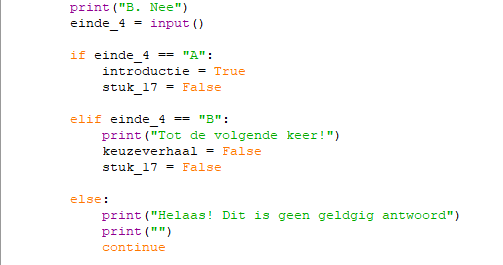 print("B. Nee")
einde_4 = input()
if einde_4 == "A":
introductie = True
stuk_17 = False
elif einde_4 == "B":
print("Tot de volgende keer!")
keuzeverhaal = False
stuk_17 = False
else:
print("Helaas! Dit is geen geldgig antwoord")
print("")
continue